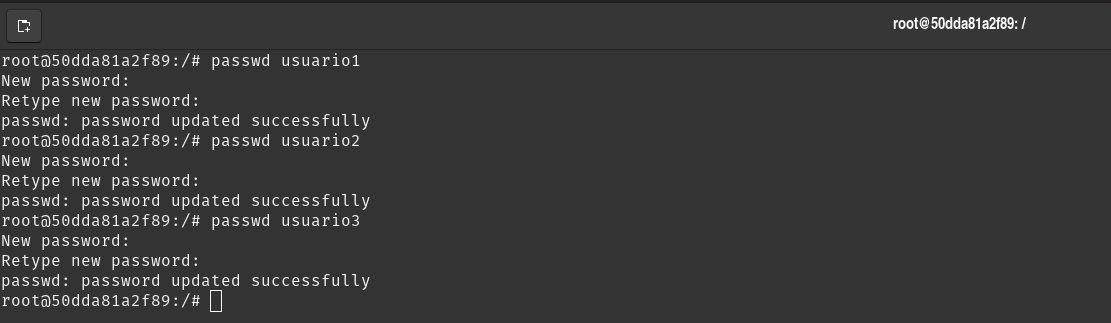 root@50dda81a2f89: /
root@50dda81a2f89:/# passwd usuario1
New password:
Retype new password:
passwd: password updated successfully
root@50dda81a2f89:/# passwd usuario2
New password:
Retype new password:
passwd: password updated successfully
root@50dda81a2f89:/# passwd usuario3
New password:
Retype new password:
passwd: password updated successfully
root@50dda81a2f89:/#